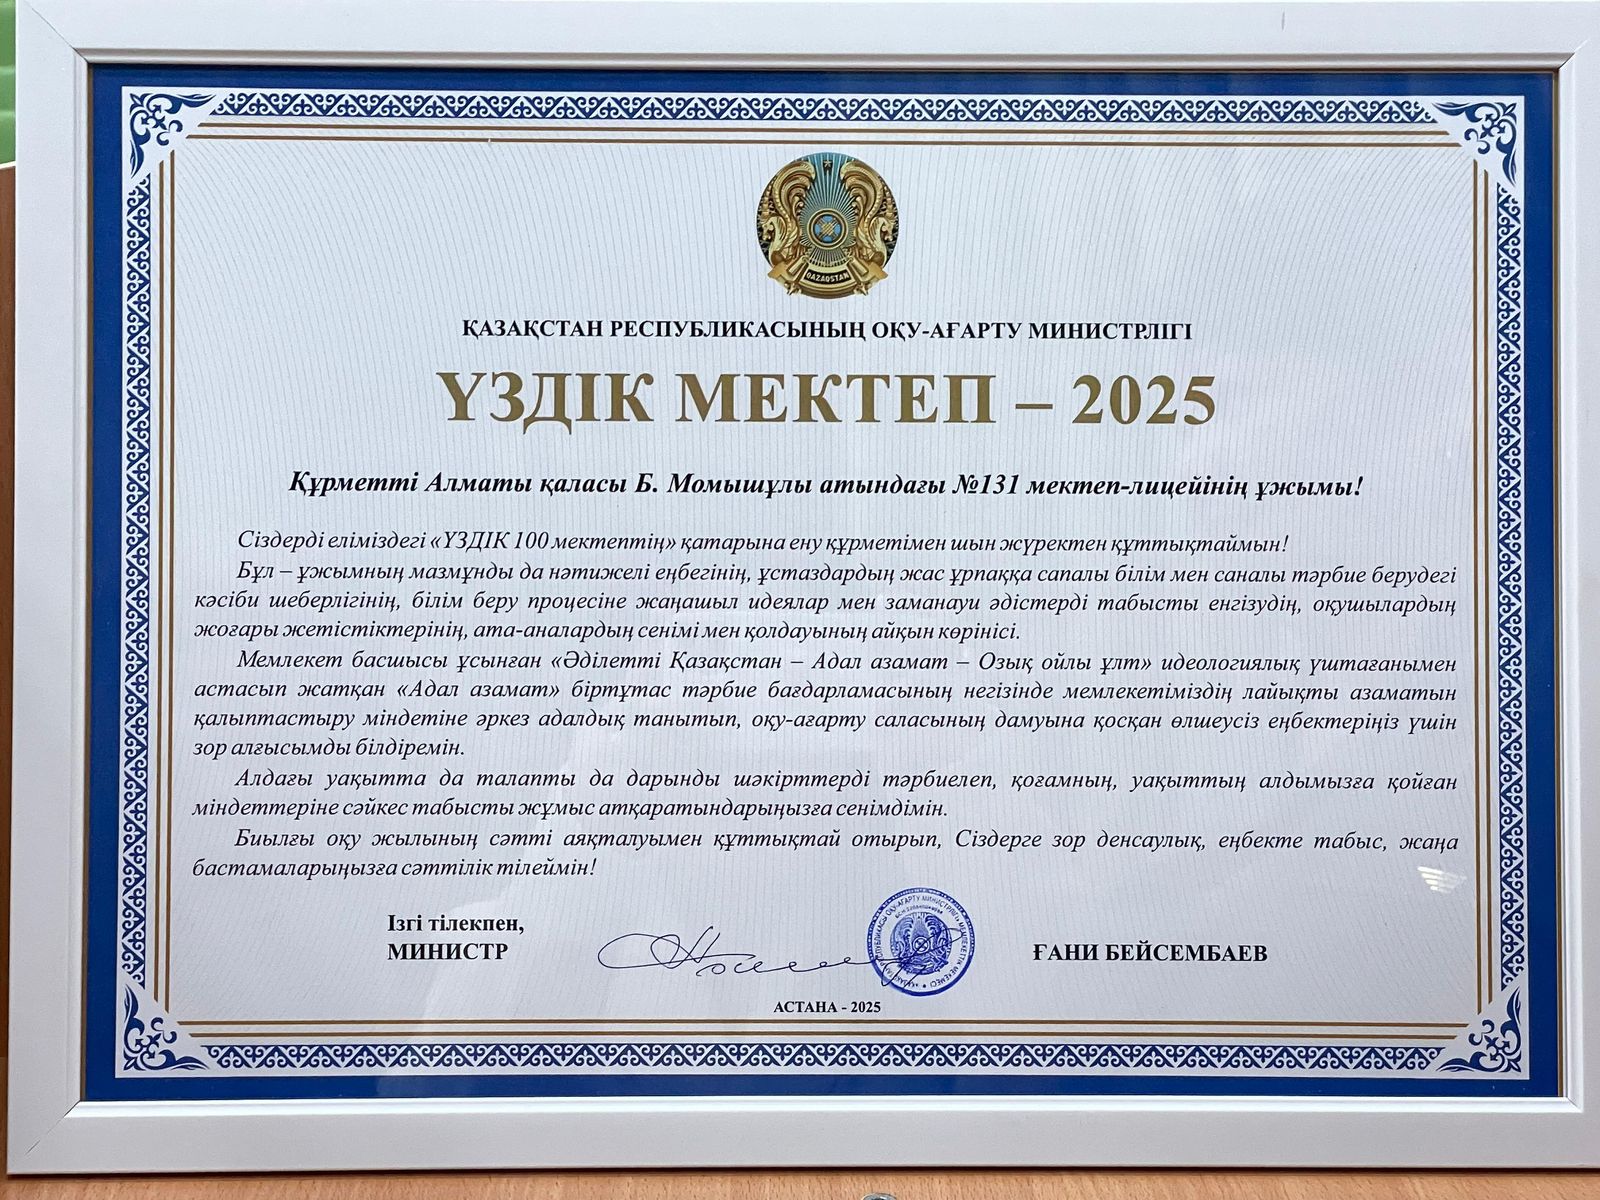 QAZAQSTAN
ҚАЗАҚСТАН РЕСПУБЛИКАСЫНЫҢ ОҚУ-АҒАРТУ МИНИСТРЛІГІ
ҮЗДІК МЕКТЕП – 2025
Құрметті Алматы қаласы Б. Момышұлы атындағы №131 мектеп-лицейінің ұжымы!
Сіздерді еліміздегі «ҮЗДІК 100 мектептің» қатарына ену құрметімен шын жүректен құттықтаймын!
Бұл – ұжымның мазмұнды да нәтижелі еңбегінің, ұстаздардың жас ұрпаққа сапалы білім мен саналы тәрбие берудегі
кәсіби шеберлігінің, білім беру процесіне жаңашыл идеялар мен заманауи әдістерді табысты енгізудің, оқушылардың
жоғары жетістіктерінің, ата-аналардың сенімі мен қолдауының айқын көрінісі.
Мемлекет басшысы ұсынған «Әділетті Қазақстан – Адал азамат – Озық ойлы ұлт» идеологиялық үштағанымен
астасып жатқан «Адал азамат» біртұтас тәрбие бағдарламасының негізінде мемлекетіміздің лайықты азаматын
қалыптастыру міндетіне әркез адалдық танытып, оқу-ағарту саласының дамуына қосқан өлшеусіз еңбектеріңіз үшін
зор алғысымды білдіремін.
Алдағы уақытта да талапты да дарынды шәкірттерді тәрбиелеп, қоғамның, уақыттың алдымызға қойған
міндеттеріне сәйкес табысты жұмыс атқаратындарыңызға сенімдімін.
Биылғы оқу жылының сәтті аяқталуымен құттықтай отырып, Сіздерге зор денсаулық, еңбекте табыс, жаңа
бастамаларыңызға сәттілік тілеймін!
Ізгі тілекпен,
МИНИСТР
ҒАНИ БЕЙСЕМБАЕВ
АСТАНА - 2025